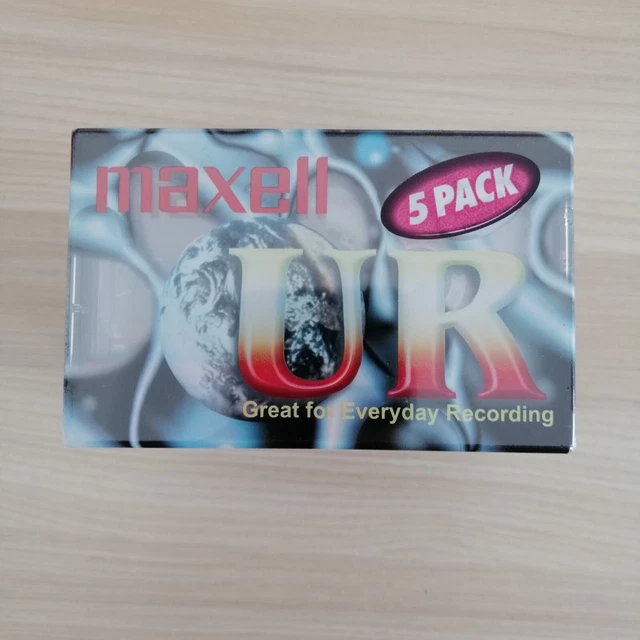 maxell
5 PACK
UR
Great for Everyday Recording